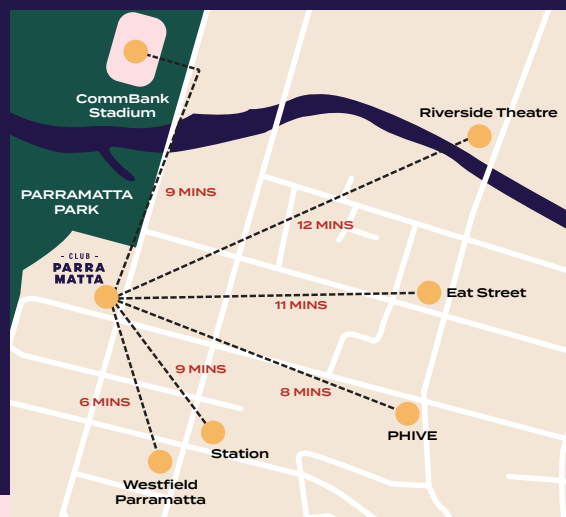 CommBank
Stadium
Riverside Theatre
PARRAMATTA
PARK
9 MINS
12 MINS
- CLUB -
PARRA
MATTA
Eat Street
11 MINS
9 MINS
8 MINS
6 MINS
PHIVE
Station
Westfield
Parramatta